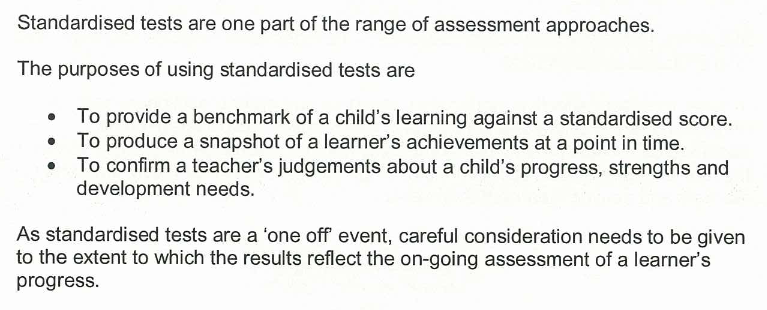 Standardised tests are one part of the range of assessment approaches.
The purposes of using standardised tests are
• To provide a benchmark of a child's learning against a standardised score.
• To produce a snapshot of a learner's achievements at a point in time.
• To confirm a teacher's judgements about a child's progress, strengths and
development needs.
As standardised tests are a 'one off' event, careful consideration needs to be given
to the extent to which the results reflect the on-going assessment of a learner's
progress.